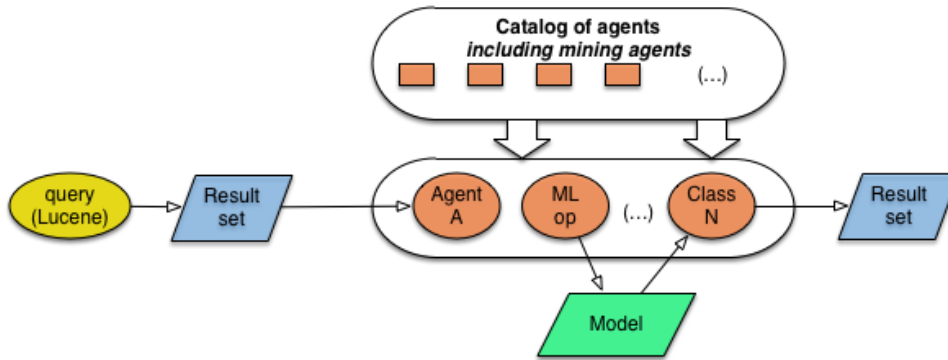 Catalog of agents
including mining agents
(...)
query
(Lucene)
Result
set
Agent
A
ML
op
(...)
Class
N
Result
set
Model